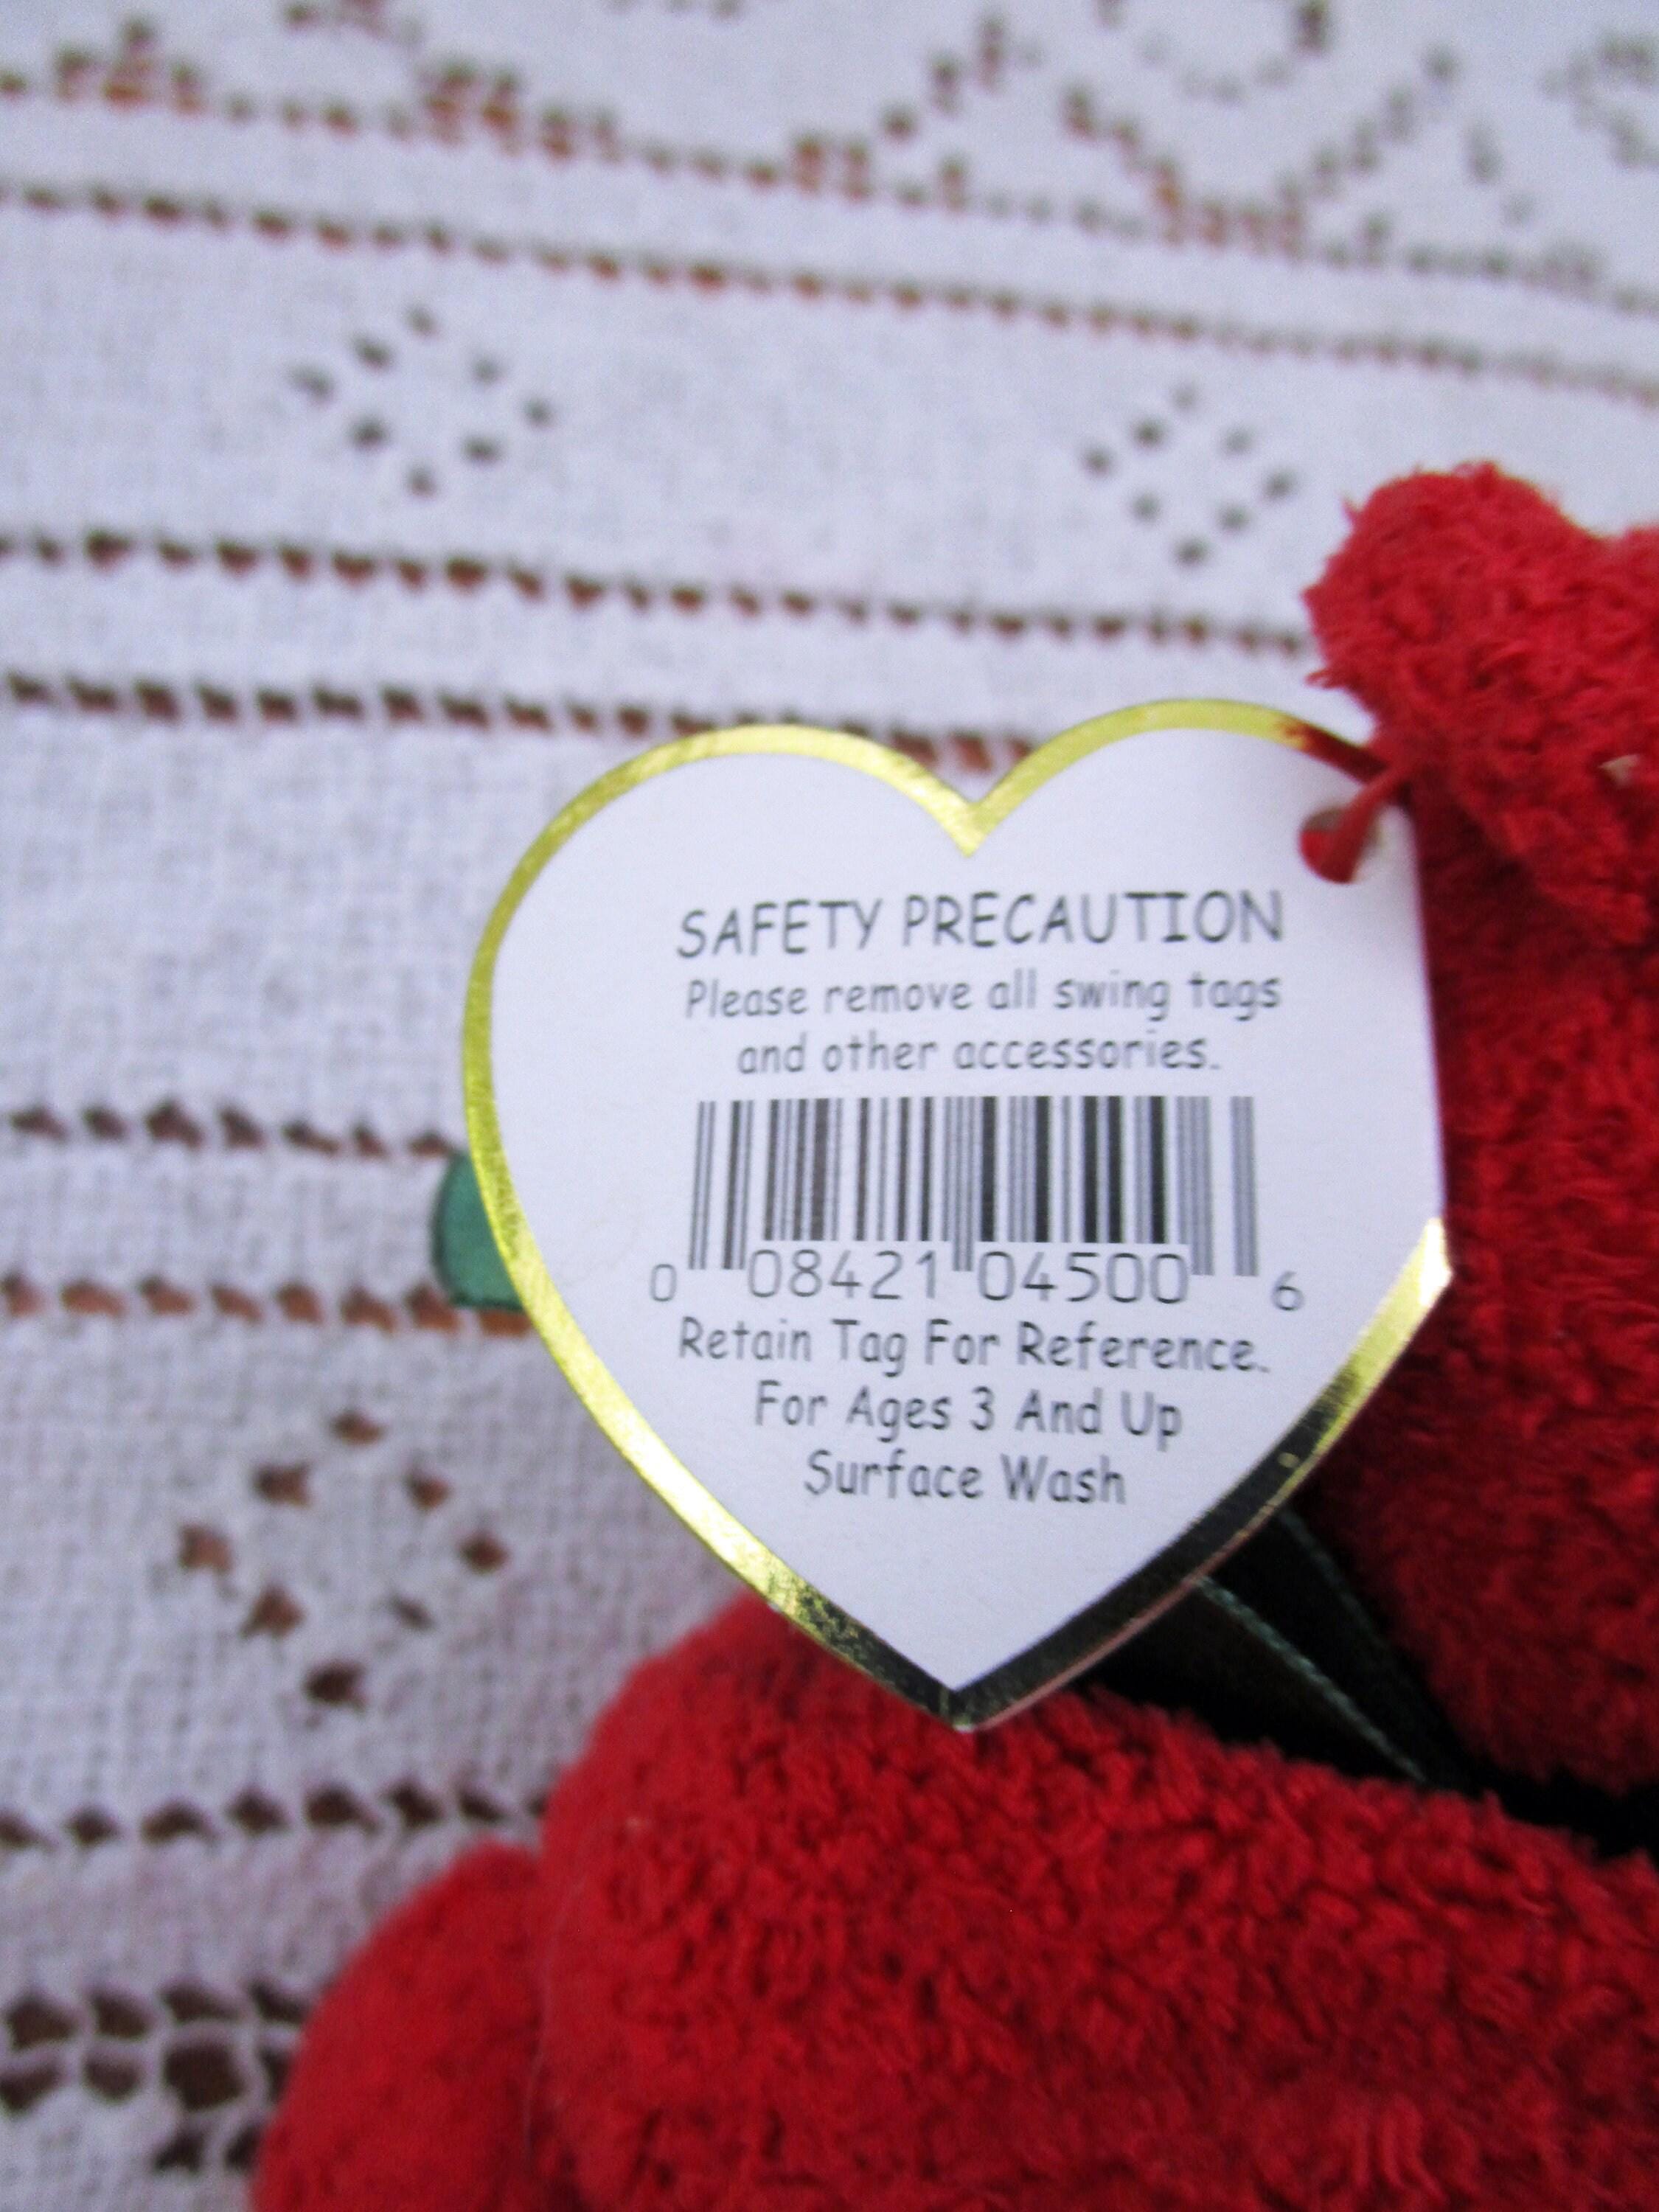 SAFETY PRECAUTION
Please remove all swing tags
and other accessories.
0 08421 04500 6
Retain Tag For Reference.
For Ages 3 And Up
Surface Wash